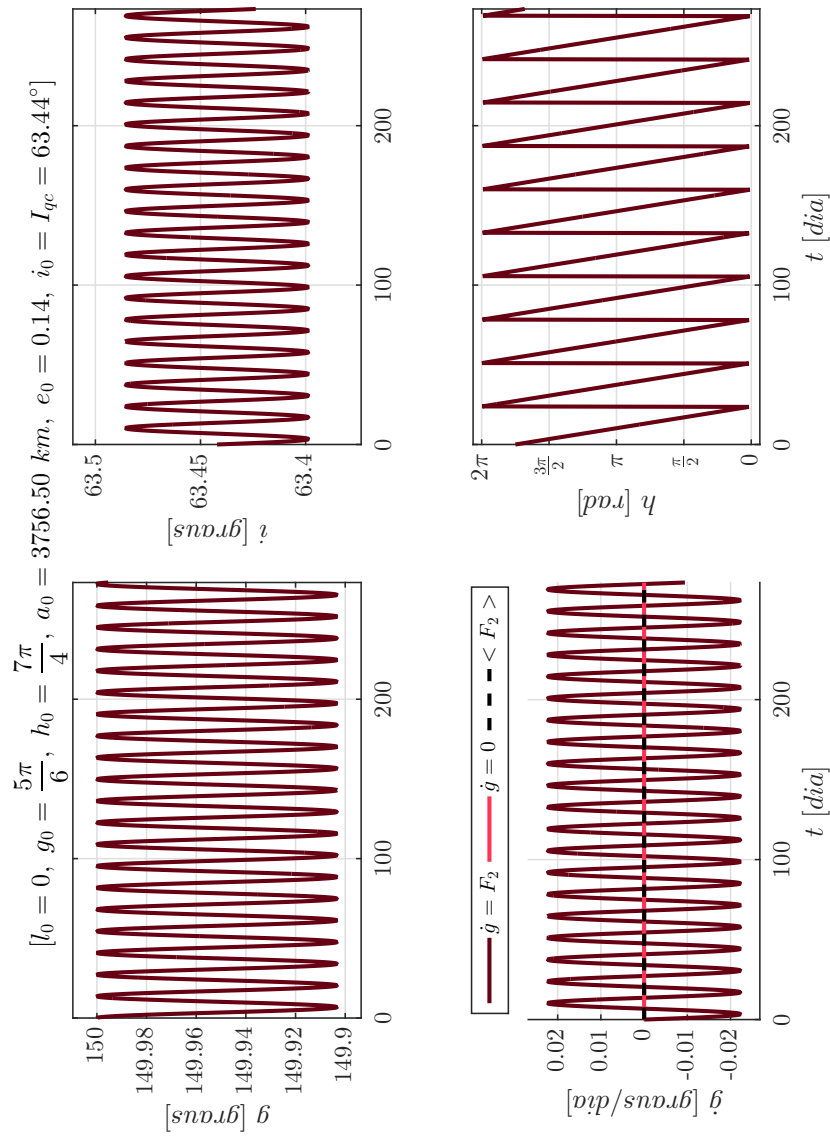 [l₀ = 0, g₀ = 5π/6, h₀ = 7π/4, a₀ = 3756.50 km, e₀ = 0.14, i₀ = I_qc = 63.44°]
g [graus]
150
149.98
149.96
149.94
149.92
149.9
0 100 200
i [graus]
63.5
63.45
63.4
0 100 200
ġ = F₂ ġ = 0 < F₂ >
ġ [graus/dia]
0.02
0.01
0
-0.01
-0.02
0 100 200
t [dia]
h [rad]
2π
3π/2
π
π/2
0
0 100 200
t [dia]